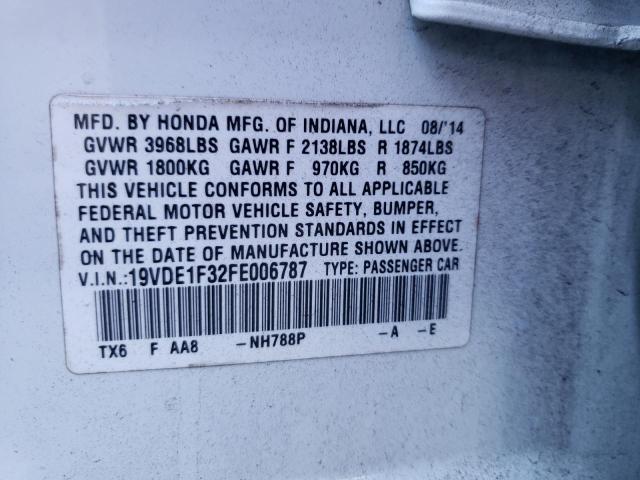 MFD. BY HONDA MFG. OF INDIANA, LLC 08/'14
GVWR 3968LBS GAWR F 2138LBS R 1874LBS
GVWR 1800KG GAWR F 970KG R 850KG
THIS VEHICLE CONFORMS TO ALL APPLICABLE
FEDERAL MOTOR VEHICLE SAFETY, BUMPER,
AND THEFT PREVENTION STANDARDS IN EFFECT
ON THE DATE OF MANUFACTURE SHOWN ABOVE.
V.I.N.:19VDE1F32FE006787 TYPE: PASSENGER CAR
TX6 F AA8 -NH788P -A -E